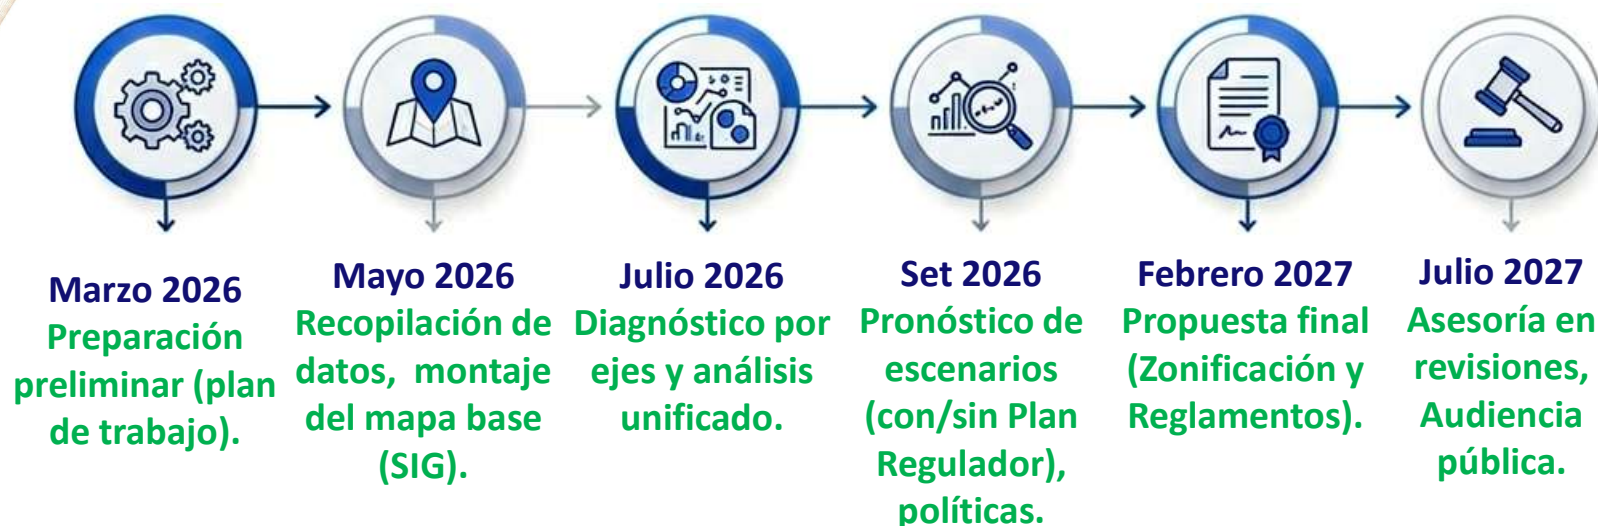 Marzo 2026
Preparación
preliminar (plan
de trabajo).
Mayo 2026
Recopilación de
datos, montaje
del mapa base
(SIG).
Julio 2026
Diagnóstico por
ejes y análisis
unificado.
Set 2026
Pronóstico de
escenarios
(con/sin Plan
Regulador),
políticas.
Febrero 2027
Propuesta final
(Zonificación y
Reglamentos).
Julio 2027
Asesoría en
revisiones,
Audiencia
pública.